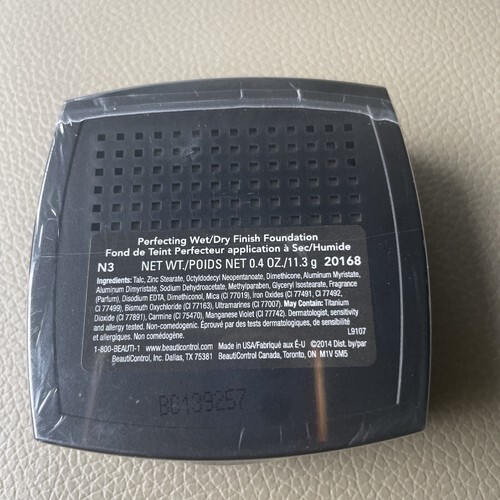 Perfecting Wet/Dry Finish Foundation
Fond de Teint Perfecteur application à Sec/Humide
N3 NET WT./POIDS NET 0.4 OZ./11.3 g 20168
Ingredients: Talc, Zinc Stearate, Octyldodecyl Neopentanoate, Dimethicone, Aluminum Myristate,
Aluminum Dimyristate, Sodium Dehydroacetate, Methylparaben, Glyceryl Isostearate, Fragrance
(Parfum), Disodium EDTA, Dimethiconol, Mica (CI 77019), Iron Oxides (CI 77491, CI 77492,
CI 77499), Bismuth Oxychloride (CI 77163), Ultramarines (CI 77007). May Contain: Titanium
Dioxide (CI 77891), Carmine (CI 75470), Manganese Violet (CI 77742). Dermatologist, sensitivity
and allergy tested. Non-comedogenic. Éprouvé par des tests dermatologiques, de sensibilité
et allergiques. Non comédogène. L9107
1-800-BEAUTI-1 www.beauticontrol.com Made in USA/Fabriqué aux É-U ©2014 Dist. by/par
BeautiControl, Inc. Dallas, TX 75381 BeautiControl Canada, Toronto, ON M1V 5M5
BC139257